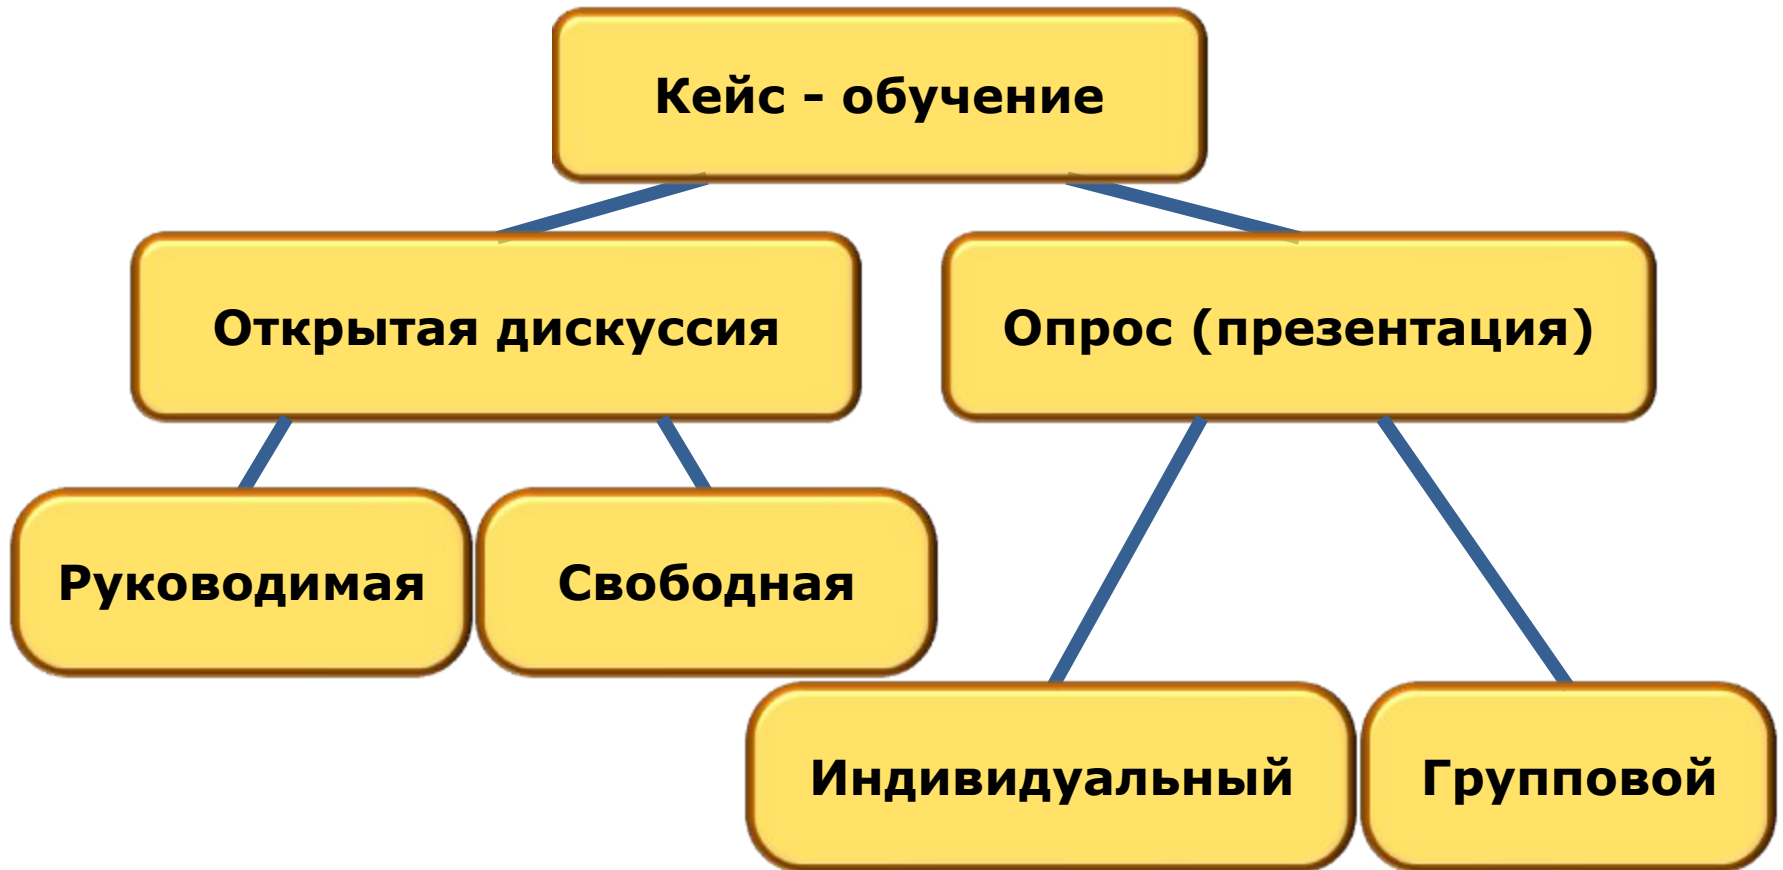 Кейс - обучение
Открытая дискуссия
Опрос (презентация)
Руководимая
Свободная
Индивидуальный
Групповой